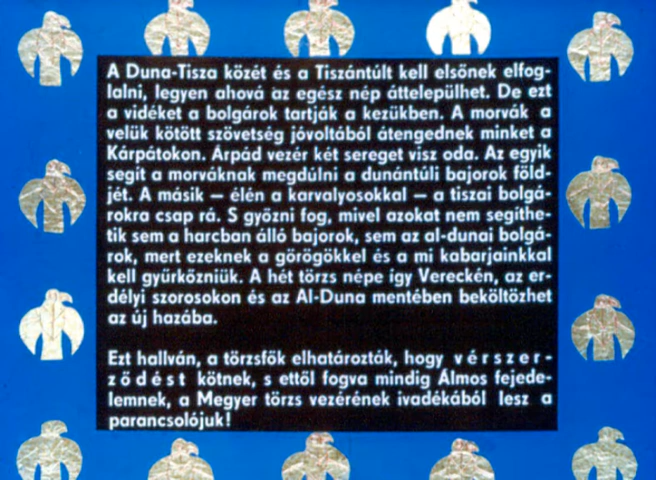 A Duna-Tisza közét és a Tiszántúlt kell elsőnek elfog-
lalni, legyen ahová az egész nép áttelepülhet. De ezt
a vidéket a bolgárok tartják a kezükben. A morvák a
velük kötött szövetség jóvoltából átengednek minket a
Kárpátokon. Árpád vezér két sereget visz oda. Az egyik
segít a morváknak megdúlni a dunántúli bajorok föld-
jét. A másik — élén a karvalyosokkal — a tiszai bolgá-
rokra csap rá. S győzni fog, mivel azokat nem segíthe-
tik sem a harcban álló bajorok, sem az al-dunai bolgá-
rok, mert ezeknek a görögökkel és a mi kabarjainkkal
kell gyűrkőzniük. A hét törzs népe így Vereckén, az er-
délyi szorosokon és az Al-Duna mentében beköltözhet
az új hazába.
Ezt hallván, a törzsfők elhatározták, hogy vérszer-
ződést kötnek, s ettől fogva mindig Álmos fejede-
lemnek, a Megyer törzs vezérének ivadékából lesz a
parancsolójuk!